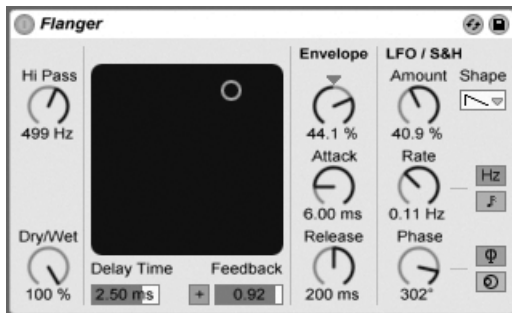 Flanger
Envelope
LFO / S&H
Hi Pass
Amount
Shape
499 Hz
44.1 %
40.9 %
Attack
Rate
Hz
6.00 ms
0.11 Hz
Dry/Wet
Release
Phase
Delay Time
Feedback
Φ
100 %
2.50 ms
+
0.92
200 ms
302°